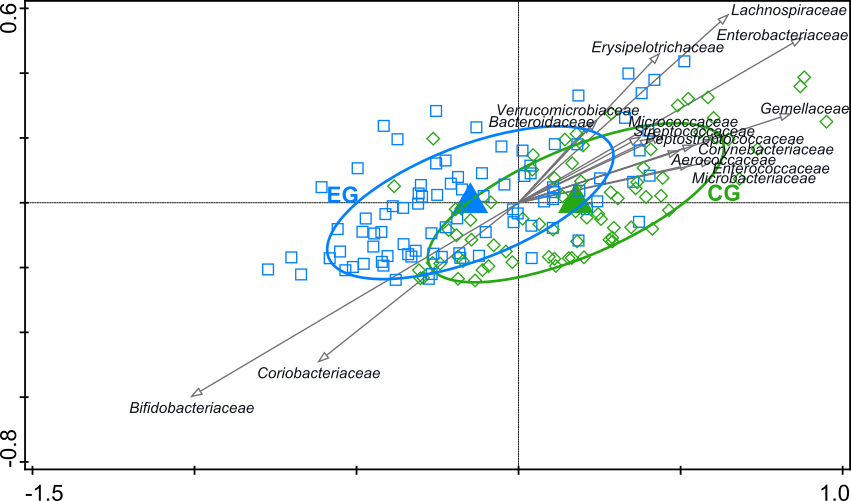 0.6
Lachnospiraceae
Enterobacteriaceae
Erysipelotrichaceae
Gemellaceae
Verrucomicrobiaceae
Bacteroidaceae
Micrococcaceae
Streptococcaceae
Peptostreptococcaceae
Corynebacteriaceae
Aerococcaceae
Enterococcaceae
Microbacteriaceae
EG
CG
Coriobacteriaceae
Bifidobacteriaceae
-0.8
-1.5
1.0